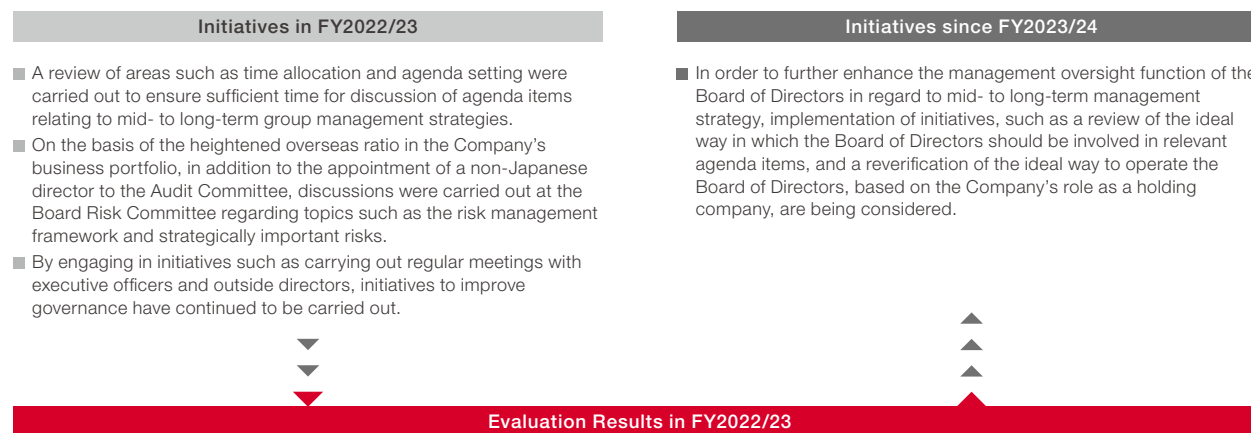 Initiatives in FY2022/23
A review of areas such as time allocation and agenda setting were
carried out to ensure sufficient time for discussion of agenda items
relating to mid- to long-term group management strategies.
On the basis of the heightened overseas ratio in the Company's
business portfolio, in addition to the appointment of a non-Japanese
director to the Audit Committee, discussions were carried out at the
Board Risk Committee regarding topics such as the risk management
framework and strategically important risks.
By engaging in initiatives such as carrying out regular meetings with
executive officers and outside directors, initiatives to improve
governance have continued to be carried out.
Initiatives since FY2023/24
In order to further enhance the management oversight function of the
Board of Directors in regard to mid- to long-term management
strategy, implementation of initiatives, such as a review of the ideal
way in which the Board of Directors should be involved in relevant
agenda items, and a reverification of the ideal way to operate the
Board of Directors, based on the Company's role as a holding
company, are being considered.
Evaluation Results in FY2022/23